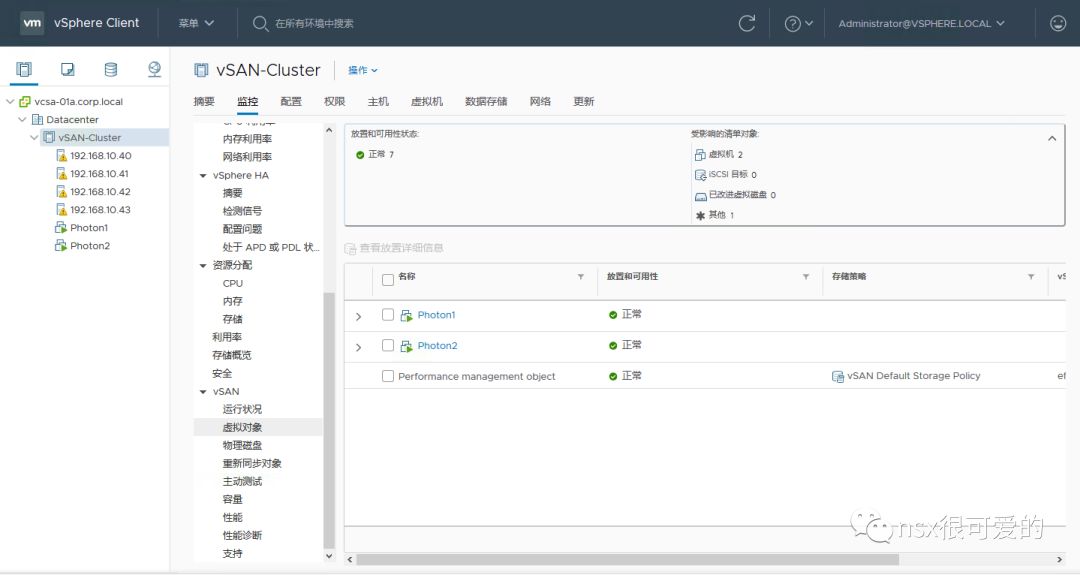 vm vSphere Client 菜单 在所有环境中搜索 Administrator@VSPHERE.LOCAL
vcsa-01a.corp.local
Datacenter
vSAN-Cluster
192.168.10.40
192.168.10.41
192.168.10.42
192.168.10.43
Photon1
Photon2
vSAN-Cluster 操作
摘要 监控 配置 权限 主机 虚拟机 数据存储 网络 更新
内存利用率
网络利用率
vSphere HA
摘要
检测信号
配置问题
处于 APD 或 PDL 状...
资源分配
CPU
内存
存储
利用率
存储概览
安全
vSAN
运行状况
虚拟对象
物理磁盘
重新同步对象
主动测试
容量
性能
性能诊断
支持
放置和可用性状态:
正常 7
受影响的清单对象:
虚拟机 2
iSCSI 目标 0
已改进虚拟磁盘 0
其他 1
查看放置详细信息
名称 放置和可用性 存储策略 vS
Photon1 正常
Photon2 正常
Performance management object 正常 vSAN Default Storage Policy ef
nsx很可爱的